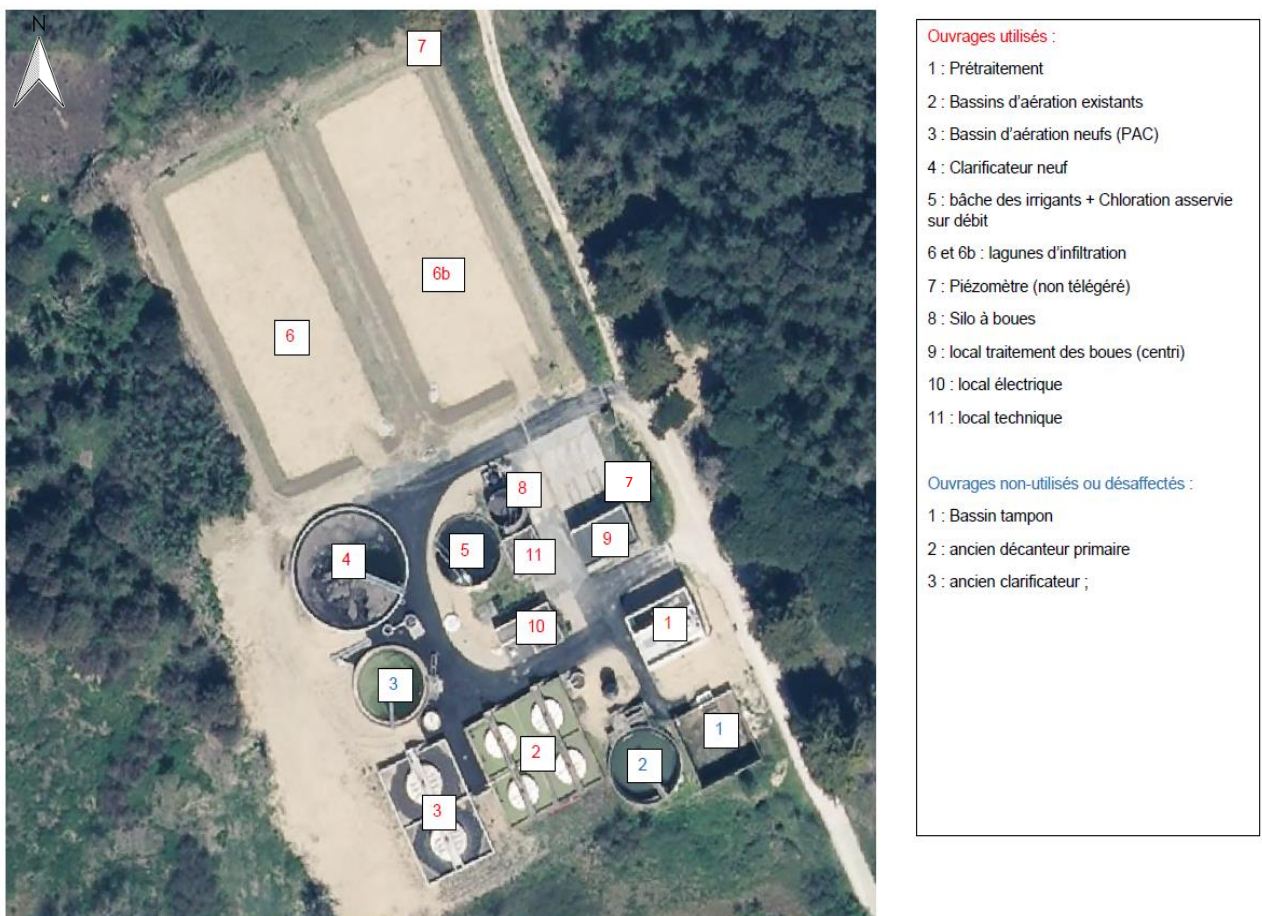 N
7
6b
6
8
7
5
9
4
11
10
1
3
1
2
2
3
Ouvrages utilisés :
1 : Prétraitement
2 : Bassins d'aération existants
3 : Bassin d'aération neufs (PAC)
4 : Clarificateur neuf
5 : bâche des irrigants + Chloration asservie
sur débit
6 et 6b : lagunes d'infiltration
7 : Piézomètre (non télégéré)
8 : Silo à boues
9 : local traitement des boues (centri)
10 : local électrique
11 : local technique
Ouvrages non-utilisés ou désaffectés :
1 : Bassin tampon
2 : ancien décanteur primaire
3 : ancien clarificateur ;